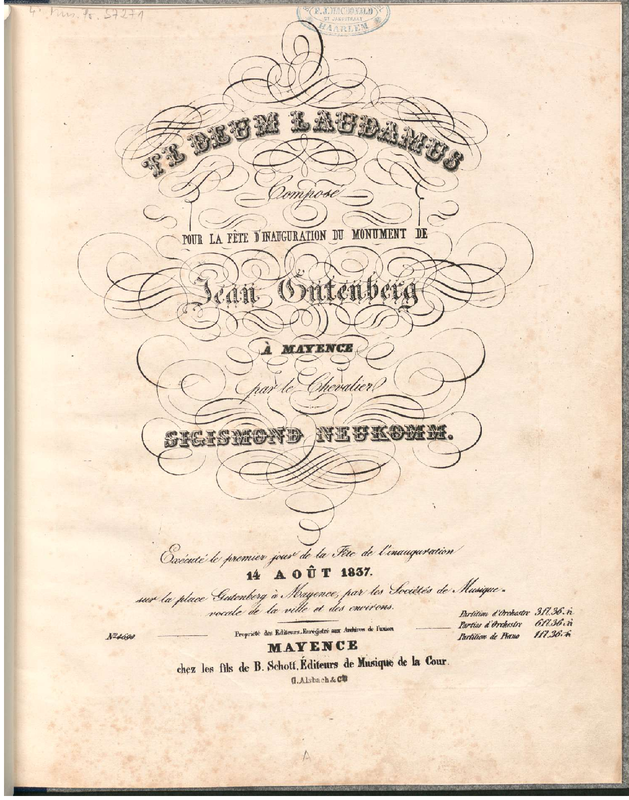 TE DEUM LAUDAMUS
Composé
POUR LA FÊTE D'INAUGURATION DU MONUMENT DE
Jean Gutenberg
À MAYENCE
par le Chevalier
SIGISMOND NEUKOMM.
Exécuté le premier jour de la Fête de l'inauguration
14 AOÛT 1837.
sur la place Gutenberg à Mayence, par les Sociétés de Musique
vocale de la ville et des environs.
Partition d'Orchestre
Parties d'Orchestre
Partition de Piano
Propriété des Editeurs. Enregistré aux Archives de l'union
MAYENCE
chez les fils de B. Schott, Éditeurs de Musique de la Cour.
HAARLEM